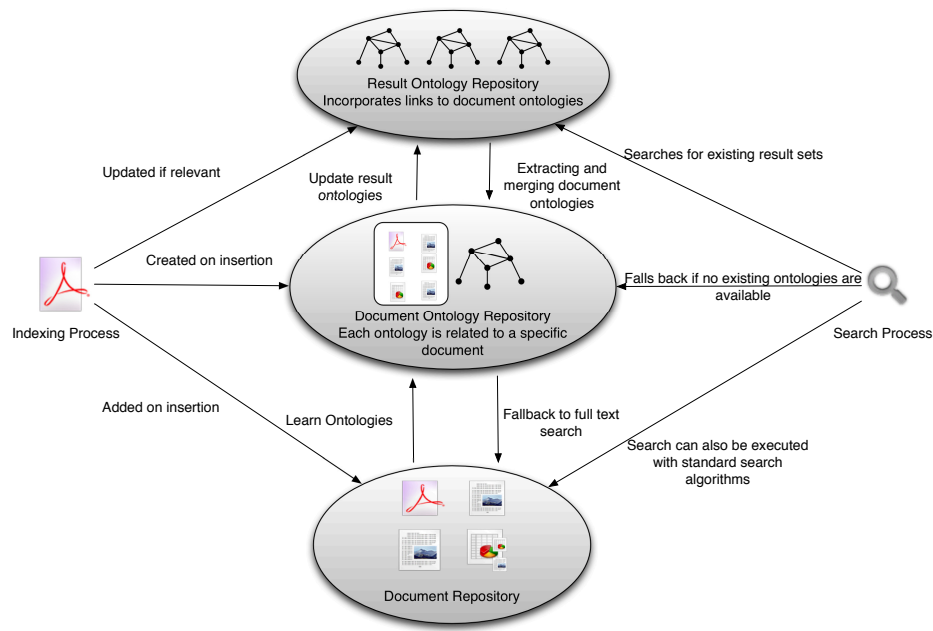 Result Ontology Repository
Incorporates links to document ontologies
Updated if relevant
Update result
ontologies
Extracting and
merging document
ontologies
Searches for existing result sets
Created on insertion
Falls back if no existing ontologies are
available
Indexing Process
Document Ontology Repository
Each ontology is related to a specific
document
Search Process
Added on insertion
Learn Ontologies
Fallback to full text
search
Search can also be executed
with standard search
algorithms
Document Repository